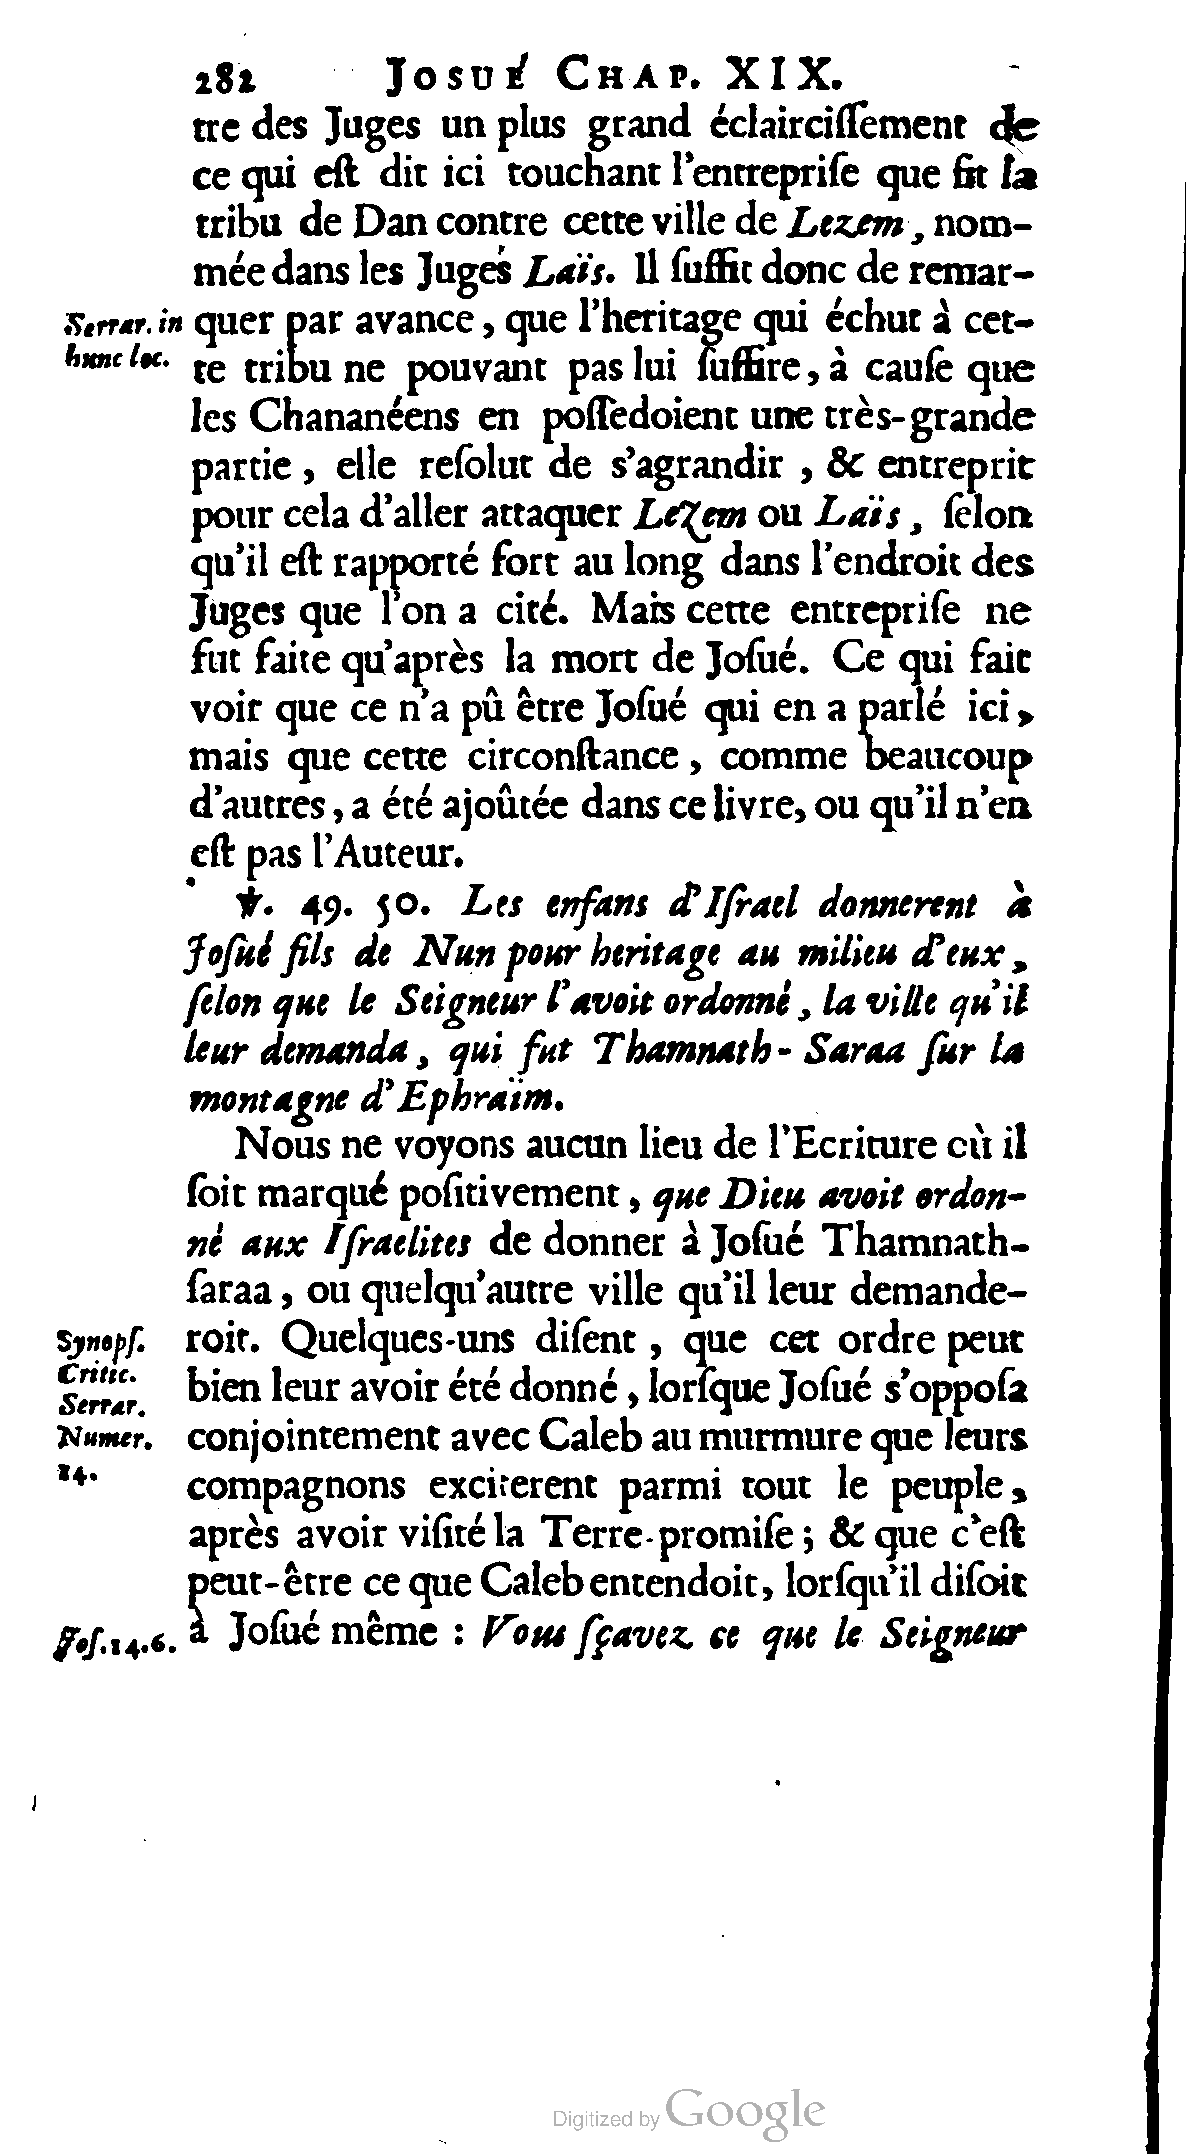 282 JOSUÉ CHAP. XIX.
tre des Juges un plus grand éclairciſſement de
ce qui eſt dit ici touchant l'entrepriſe que fit la
tribu de Dan contre cette ville de Lezem, nom-
mée dans les Juges Laïs. Il ſuffit donc de remar-
Serrar. in
hunc loc.
quer par avance, que l'heritage qui échut à cet-
te tribu ne pouvant pas lui ſuffire, à cauſe que
les Chananéens en poſſedoient une très-grande
partie, elle reſolut de s'agrandir, & entreprit
pour cela d'aller attaquer Lezem ou Laïs, ſelon
qu'il eſt rapporté fort au long dans l'endroit des
Juges que l'on a cité. Mais cette entrepriſe ne
fut faite qu'après la mort de Joſué. Ce qui fait
voir que ce n'a pû être Joſué qui en a parlé ici,
mais que cette circonſtance, comme beaucoup
d'autres, a été ajoûtée dans ce livre, ou qu'il n'en
eſt pas l'Auteur.
℣. 49. 50. Les enfans d'Iſrael donnerent à
Joſué fils de Nun pour heritage au milieu d'eux,
ſelon que le Seigneur l'avoit ordonné, la ville qu'il
leur demanda, qui fut Thamnath-Saraa ſur la
montagne d'Ephraïm.
Nous ne voyons aucun lieu de l'Ecriture où il
ſoit marqué poſitivement, que Dieu avoit ordon-
né aux Iſraelites de donner à Joſué Thamnath-
ſaraa, ou quelqu'autre ville qu'il leur demande-
Synopſ.
Critic.
Serrar.
Numer.
14.
roit. Quelques-uns diſent, que cet ordre peut
bien leur avoir été donné, lorſque Joſué s'oppoſa
conjointement avec Caleb au murmure que leurs
compagnons exciterent parmi tout le peuple,
après avoir viſité la Terre-promiſe; & que c'eſt
peut-être ce que Caleb entendoit, lorſqu'il diſoit
Joſ. 14. 6.
à Joſué même : Vous ſçavez ce que le Seigneur
Digitized by Google